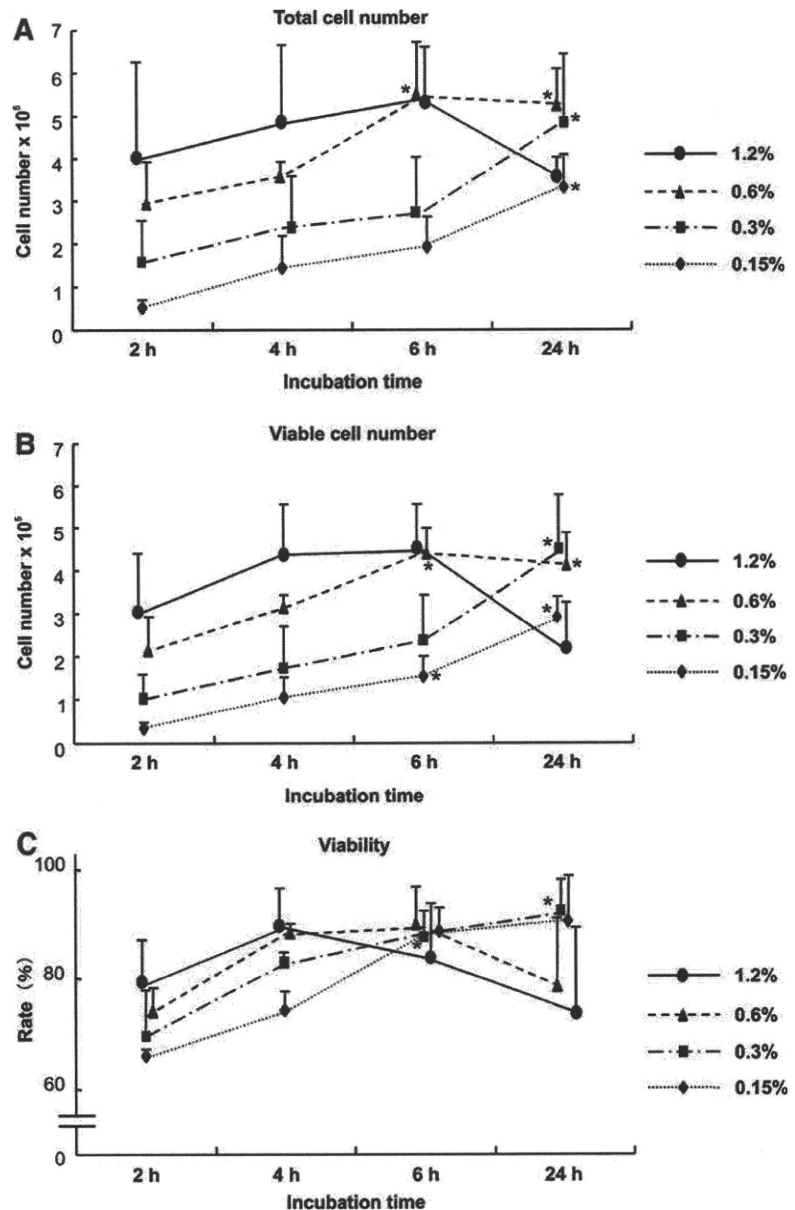 A
Total cell number
7
6
5
4
3
2
1
0
Cell number x 10⁵
*
*
*
*
2 h 4 h 6 h 24 h
Incubation time
1.2%
0.6%
0.3%
0.15%
B
Viable cell number
7
6
5
4
3
2
1
0
Cell number x 10⁵
*
*
*
*
*
2 h 4 h 6 h 24 h
Incubation time
1.2%
0.6%
0.3%
0.15%
C
Viability
100
80
60
0
Rate (%)
*
*
2 h 4 h 6 h 24 h
Incubation time
1.2%
0.6%
0.3%
0.15%